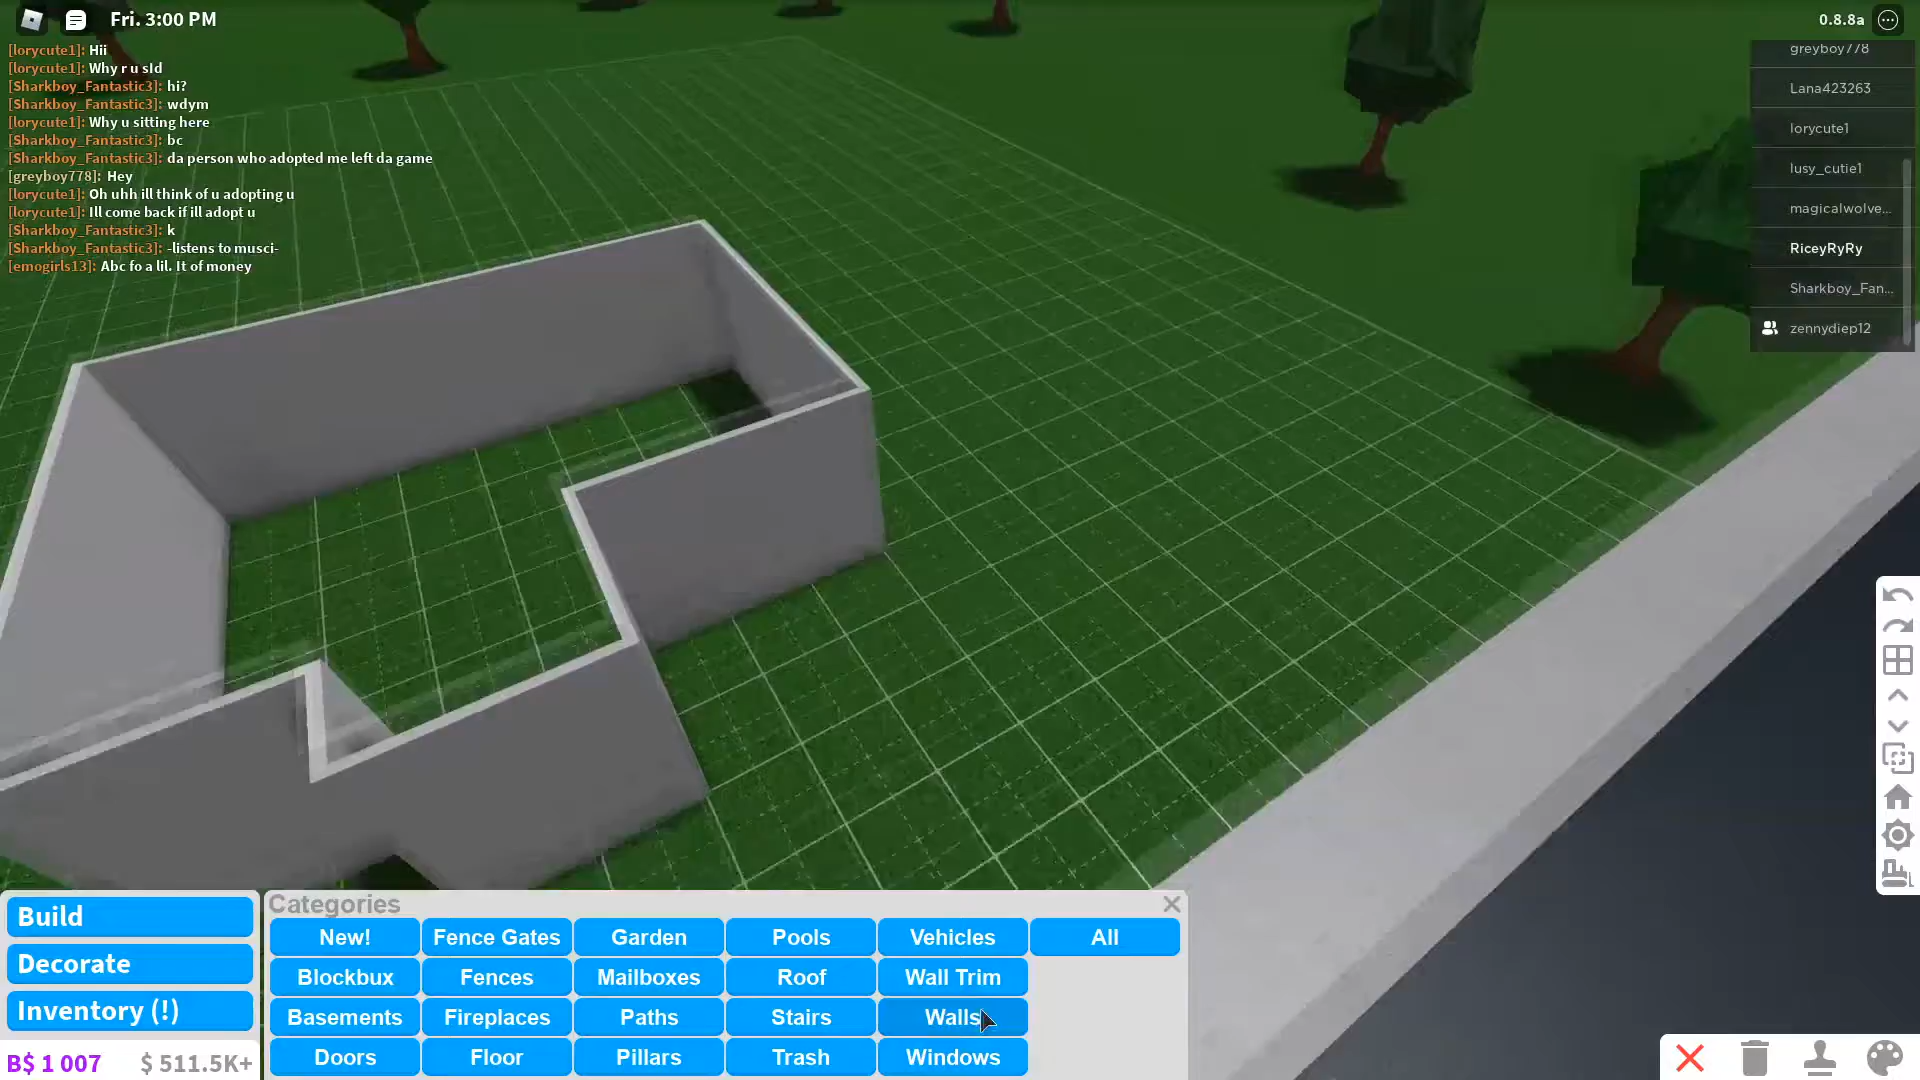 Fri. 3:00 PM
0.8.8a
[lorycute1]: Hii
[lorycute1]: Why r u sId
[Sharkboy_Fantastic3]: hi?
[Sharkboy_Fantastic3]: wdym
[lorycute1]: Why u sitting here
[Sharkboy_Fantastic3]: bc
[Sharkboy_Fantastic3]: da person who adopted me left da game
[greyboy778]: Hey
[lorycute1]: Oh uhh ill think of u adopting u
[lorycute1]: Ill come back if ill adopt u
[Sharkboy_Fantastic3]: k
[Sharkboy_Fantastic3]: -listens to musci-
[emogirls13]: Abc fo a lil. It of money
greyboy778
Lana423263
lorycute1
lusy_cutie1
magicalwolve...
RiceyRyRy
Sharkboy_Fan...
zennydiep12
Build
Decorate
Inventory (!)
B$ 1 007 $ 511.5K+
Categories
New! Fence Gates Garden Pools Vehicles All
Blockbux Fences Mailboxes Roof Wall Trim
Basements Fireplaces Paths Stairs Walls
Doors Floor Pillars Trash Windows